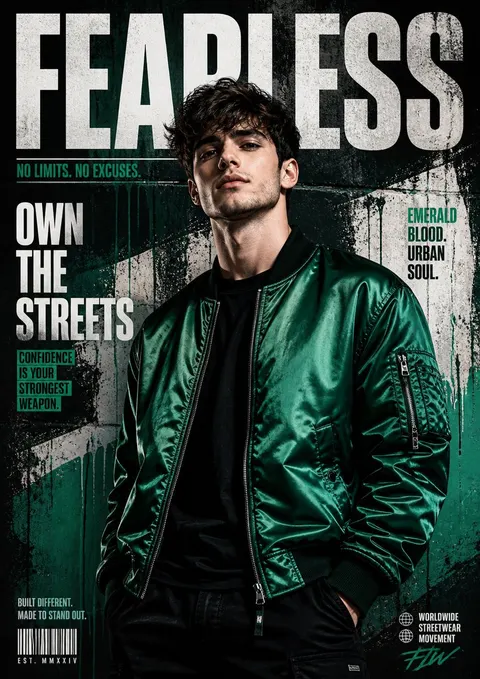 FEARLESS
NO LIMITS. NO EXCUSES.
OWN
THE
STREETS
CONFIDENCE
IS YOUR
STRONGEST
WEAPON.
EMERALD
BLOOD.
URBAN
SOUL.
BUILT DIFFERENT.
MADE TO STAND OUT.
EST. MMXXIV
WORLDWIDE
STREETWEAR
MOVEMENT